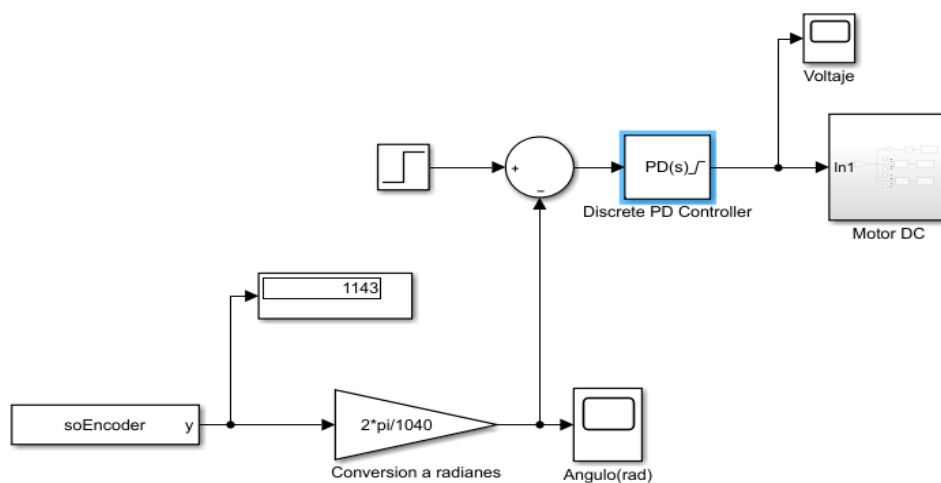 Voltaje
+
−
PD(s)
Discrete PD Controller
In1
Motor DC
1143
soEncoder
y
2*pi/1040
Conversion a radianes
Angulo(rad)